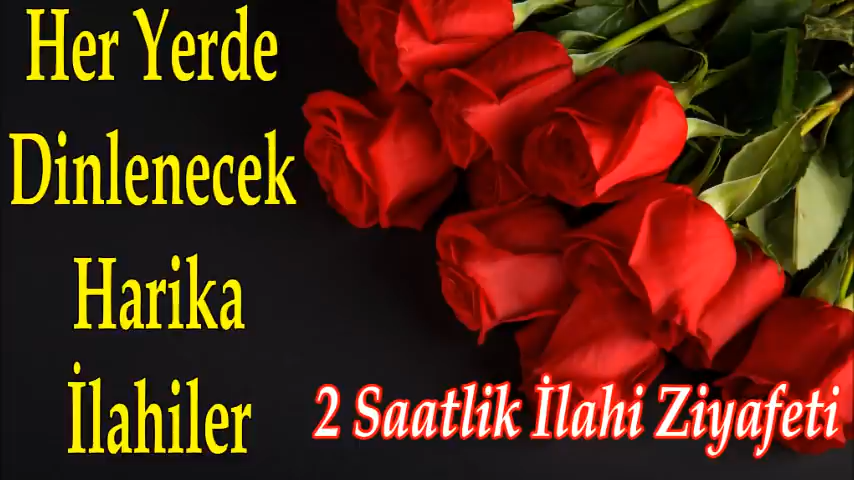 Her Yerde
Dinlenecek
Harika
İlahiler
2 Saatlik İlahi Ziyafeti